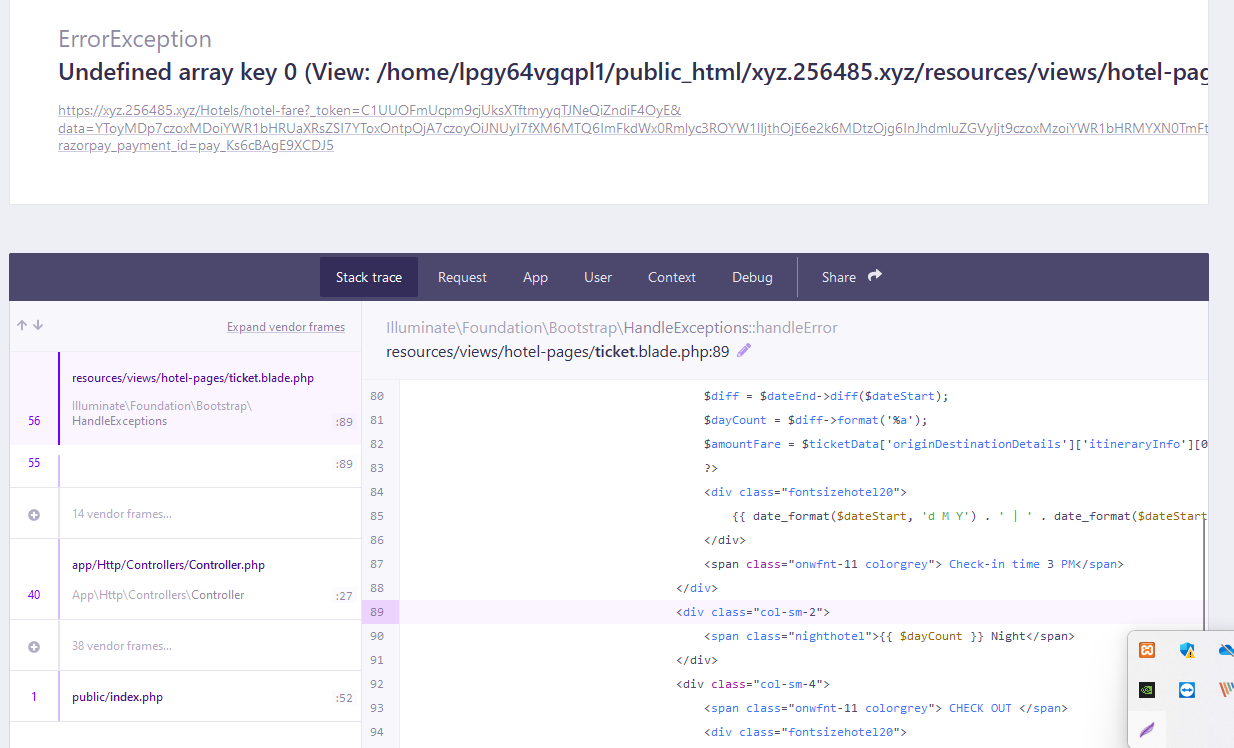 ErrorException
Undefined array key 0 (View: /home/lpgy64vgqpl1/public_html/xyz.256485.xyz/resources/views/hotel-pag
https://xyz.256485.xyz/Hotels/hotel-fare?_token=C1UUOFmUcpm9cjUksXTftmyyqTJNeQiZndiF4OyE&
data=YToyMDp7czoxMDoiYWR1bHRUaXRsZSI7YToxOntpOjA7czoyOiJNUyI7fXM6MTQ6ImFkdWx0Rmlyc3ROYW1lIjthOjE6e2k6MDtzOjg6InJhdmluZGVyIjt9czoxMzoiYWR1bHRMYXN0TmFt
razorpay_payment_id=pay_Ks6cBAgE9XCDJ5
Stack trace
Request
App
User
Context
Debug
Share
Expand vendor frames
resources/views/hotel-pages/ticket.blade.php
Illuminate\Foundation\Bootstrap\
56 HandleExceptions :89
55 :89
14 vendor frames...
app/Http/Controllers/Controller.php
40 App\Http\Controllers\Controller :27
38 vendor frames...
1 public/index.php :52
Illuminate\Foundation\Bootstrap\HandleExceptions::handleError
resources/views/hotel-pages/ticket.blade.php:89
80 $diff = $dateEnd->diff($dateStart);
81 $dayCount = $diff->format('%a');
82 $amountFare = $ticketData['originDestinationDetails']['itineraryInfo'][0
83 ?>
84 <div class="fontsizehotel20">
85 {{ date_format($dateStart, 'd M Y') . ' | ' . date_format($dateStart
86 </div>
87 <span class="onwfnt-11 colorgrey"> Check-in time 3 PM</span>
88 </div>
89 <div class="col-sm-2">
90 <span class="nighthotel">{{ $dayCount }} Night</span>
91 </div>
92 <div class="col-sm-4">
93 <span class="onwfnt-11 colorgrey"> CHECK OUT </span>
94 <div class="fontsizehotel20">